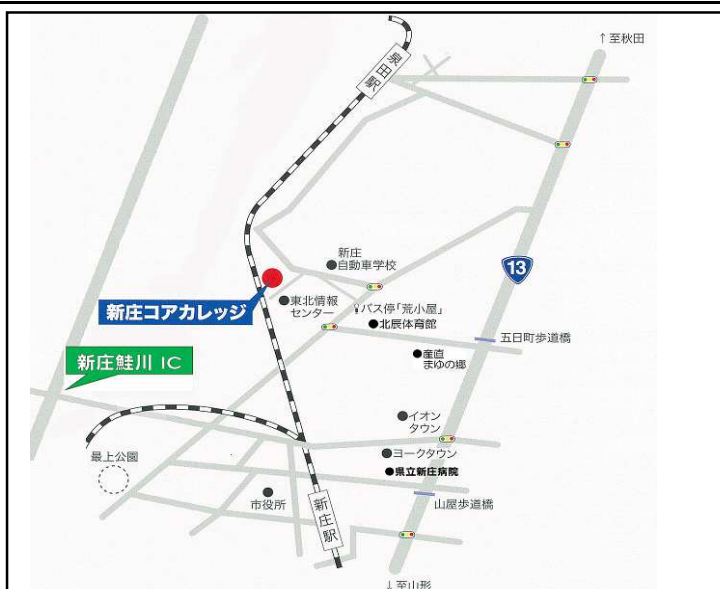 ↑至秋田
泉田駅
13
新庄
自動車学校
東北情報
センター
バス停「荒小屋」
北辰体育館
新庄コアカレッジ
五日町歩道橋
産直
まゆの郷
新庄鮭川 IC
イオン
タウン
ヨークタウン
最上公園
県立新庄病院
市役所
新庄駅
山屋歩道橋
↓至山形